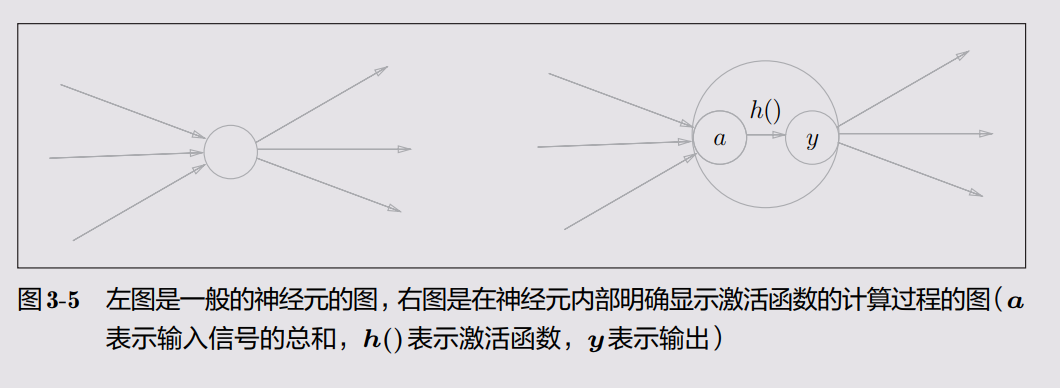 h()
a
y
图3-5 左图是一般的神经元的图，右图是在神经元内部明确显示激活函数的计算过程的图（a
表示输入信号的总和，h()表示激活函数，y表示输出）